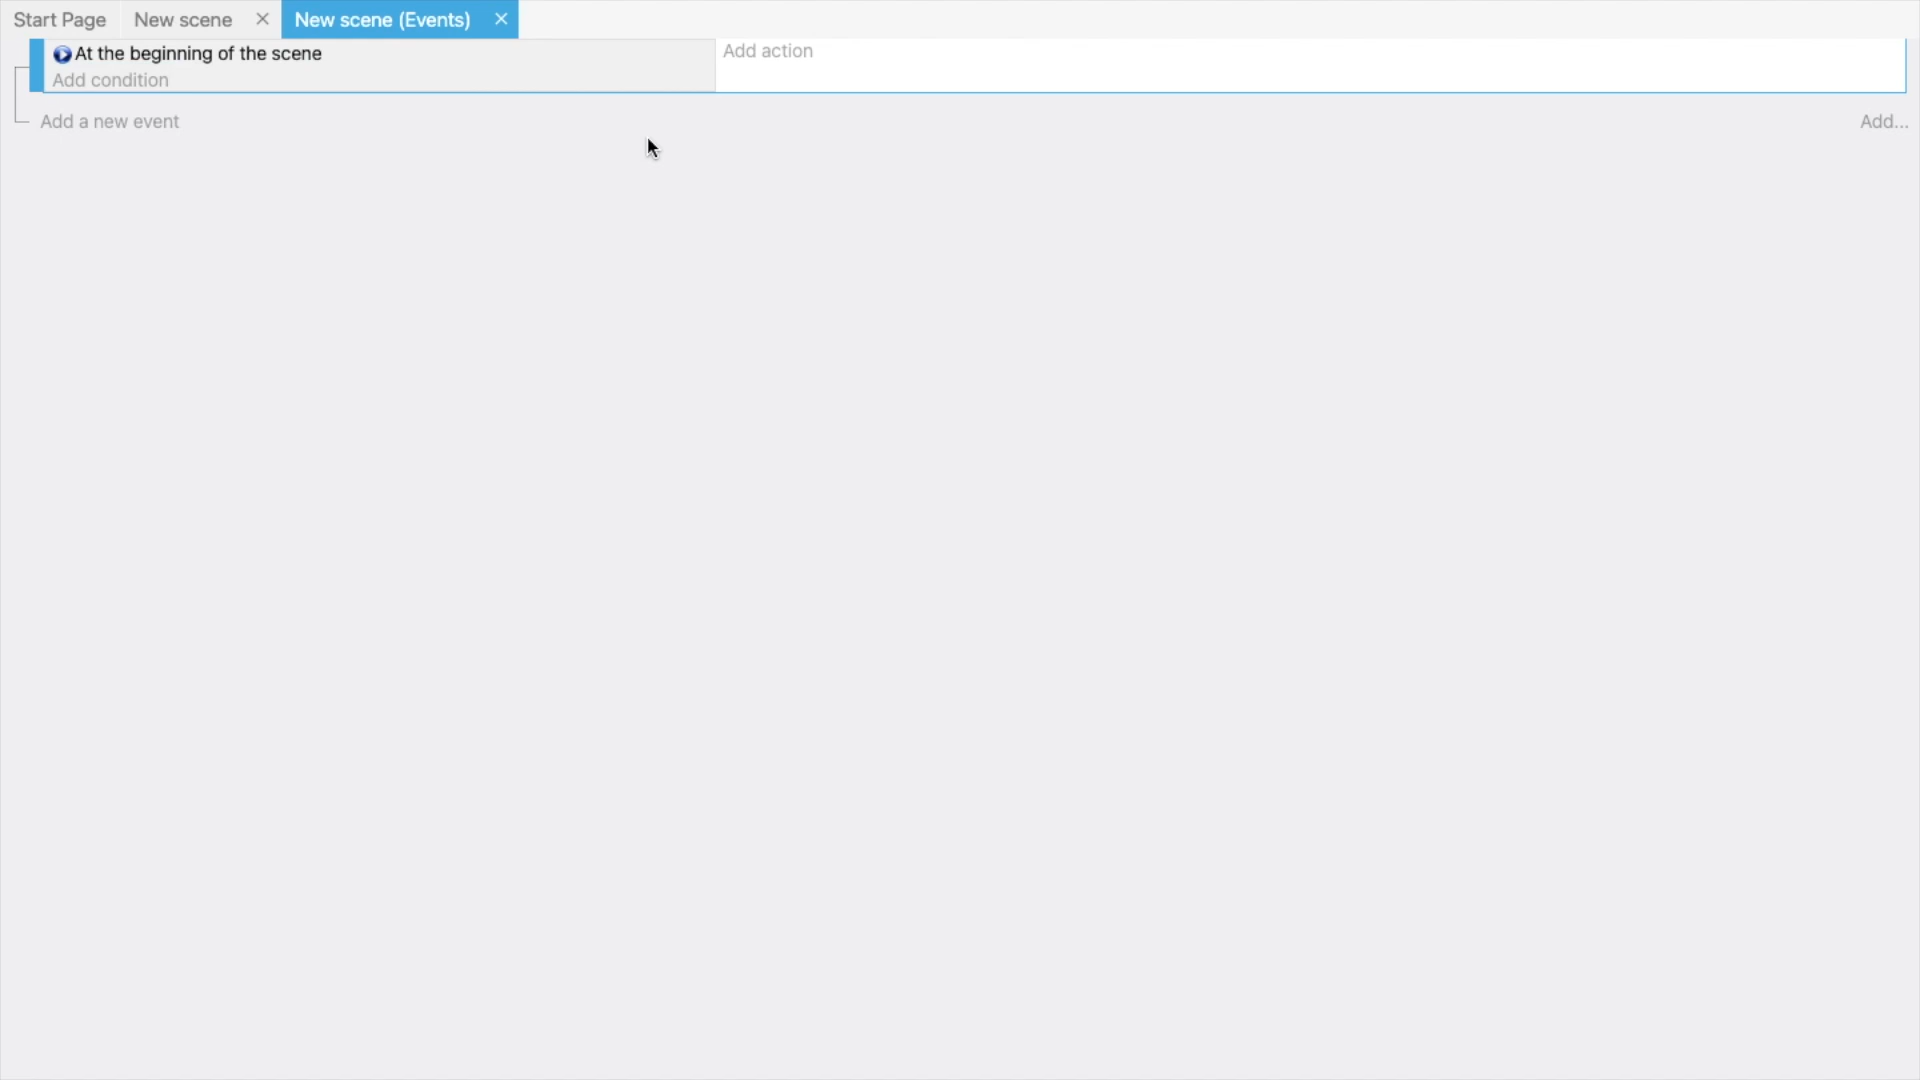 Start Page New scene New scene (Events)
At the beginning of the scene Add action
Add condition
Add a new event Add...